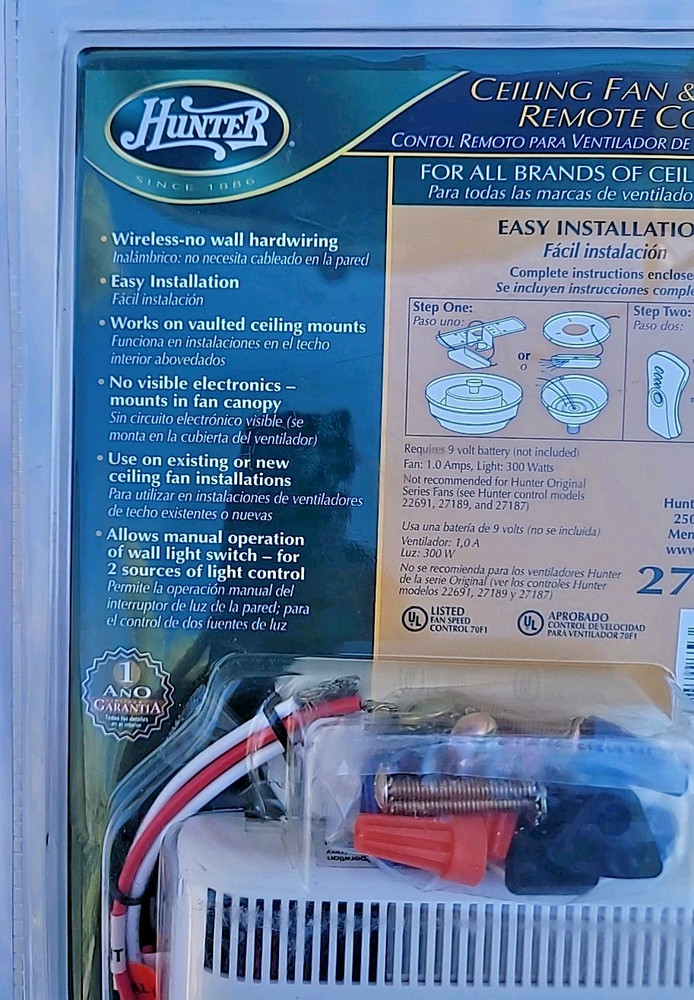 HUNTER
SINCE 1886
CEILING FAN &
REMOTE CO
CONTOL REMOTO PARA VENTILADOR DE
FOR ALL BRANDS OF CEIL
Para todas las marcas de ventilado
• Wireless-no wall hardwiring
Inalámbrico: no necesita cableado en la pared
• Easy Installation
Fácil instalación
• Works on vaulted ceiling mounts
Funciona en instalaciones en el techo
interior abovedados
• No visible electronics –
mounts in fan canopy
Sin circuito electrónico visible (se
monta en la cubierta del ventilador)
• Use on existing or new
ceiling fan installations
Para utilizar en instalaciones de ventiladores
de techo existentes o nuevas
• Allows manual operation
of wall light switch – for
2 sources of light control
Permite la operación manual del
interruptor de luz de la pared; para
el control de dos fuentes de luz
1
AÑO
GARANTIA
Todos los detalles
en el interior
EASY INSTALLATIO
Fácil instalación
Complete instructions enclose
Se incluyen instrucciones comple
Step One:
Paso uno:
or
o
Step Two:
Paso dos:
Requires 9 volt battery (not included)
Fan: 1.0 Amps, Light: 300 Watts
Not recommended for Hunter Original
Series Fans (see Hunter control models
22691, 27189, and 27187)
Usa una batería de 9 volts (no se incluida)
Ventilador: 1,0 A
Luz: 300 W
No se recomienda para los ventiladores Hunter
de la serie Original (ver los controles Hunter
modelos 22691, 27189 y 27187)
Hunt
250
Mem
www
27
UL LISTED
FAN SPEED
CONTROL 70F1
UL APROBADO
CONTROL DE VELOCIDAD
PARA VENTILADOR 70F1